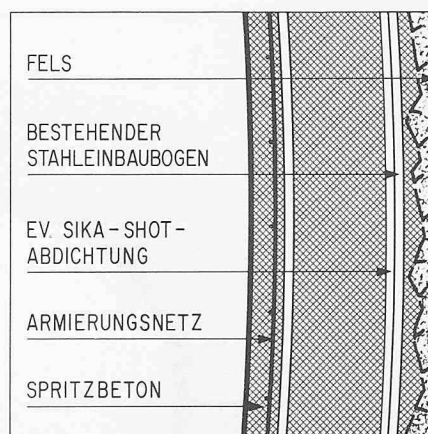 FELS
BESTEHENDER
STAHLEINBAUBOGEN
EV. SIKA-SHOT-
ABDICHTUNG
ARMIERUNGSNETZ
SPRITZBETON